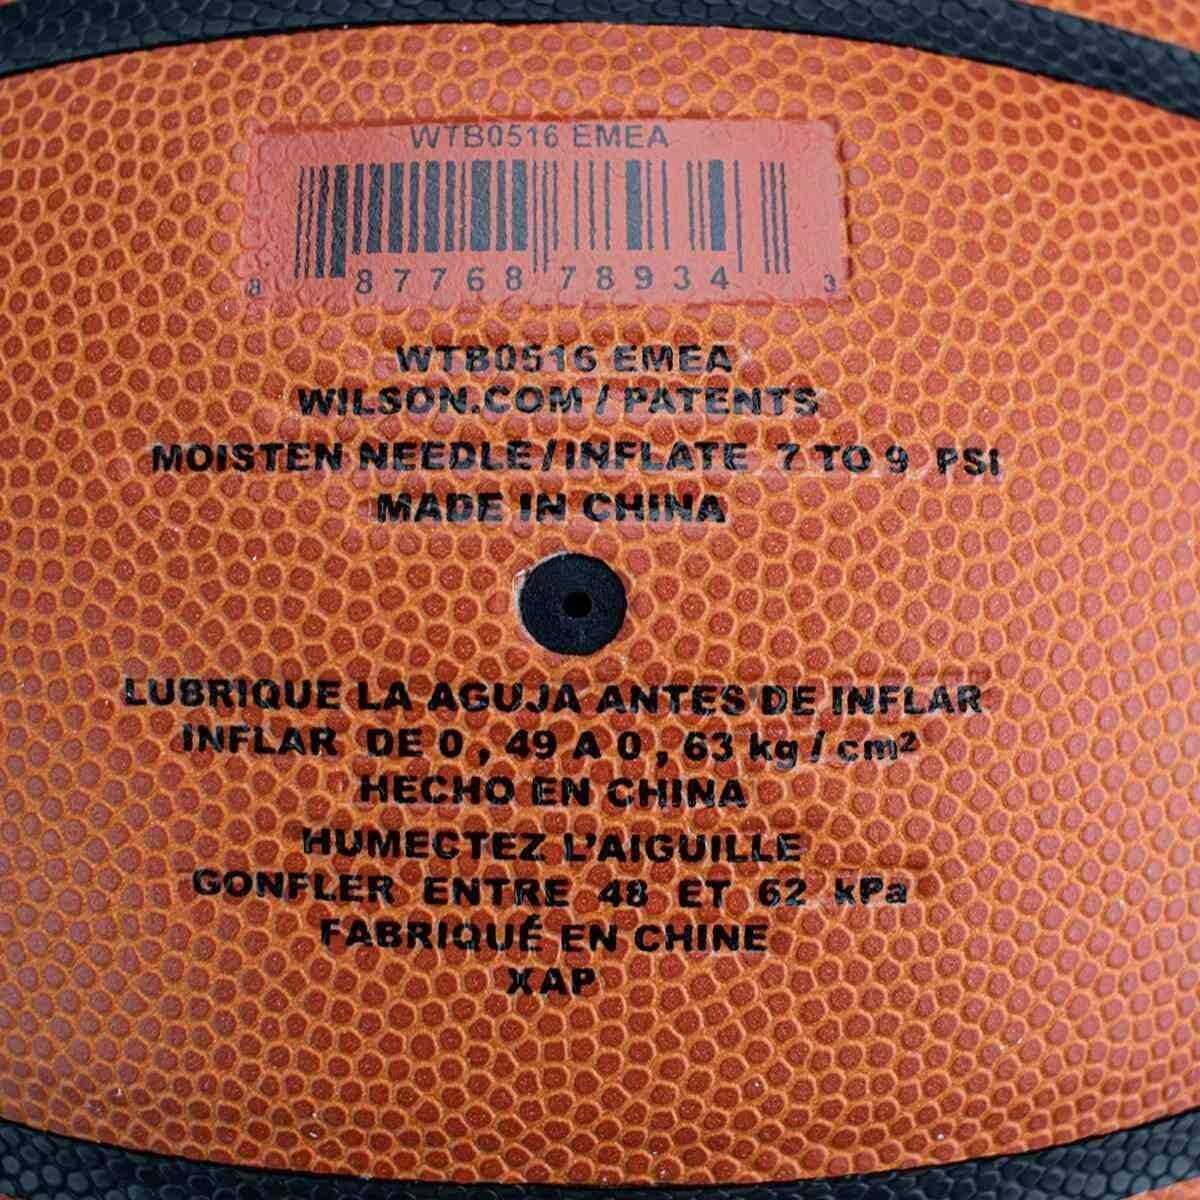 WTB0516 EMEA
8 87768 78934 3
WTB0516 EMEA
WILSON.COM / PATENTS
MOISTEN NEEDLE/INFLATE 7 TO 9 PSI
MADE IN CHINA
LUBRIQUE LA AGUJA ANTES DE INFLAR
INFLAR DE 0 , 49 A 0 , 63 kg / cm²
HECHO EN CHINA
HUMECTEZ L'AIGUILLE
GONFLER ENTRE 48 ET 62 kPa
FABRIQUÉ EN CHINE
XAP